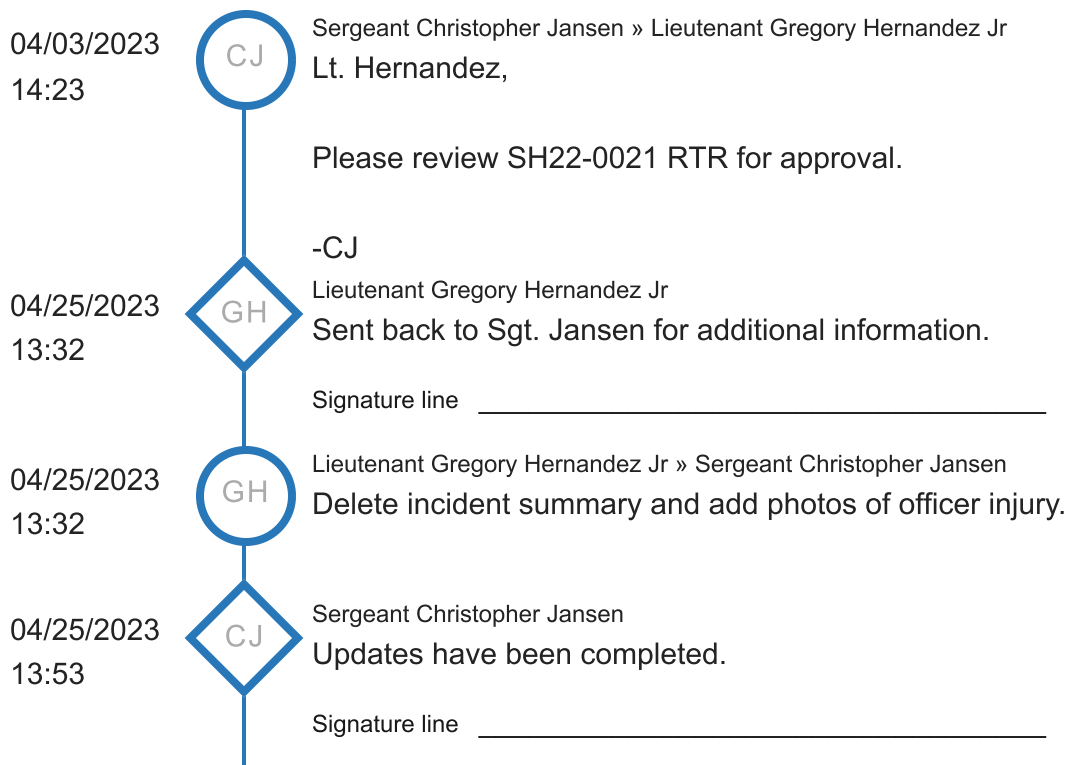 04/03/2023
14:23
CJ
Sergeant Christopher Jansen » Lieutenant Gregory Hernandez Jr
Lt. Hernandez,
Please review SH22-0021 RTR for approval.
-CJ
04/25/2023
13:32
GH
Lieutenant Gregory Hernandez Jr
Sent back to Sgt. Jansen for additional information.
Signature line
04/25/2023
13:32
GH
Lieutenant Gregory Hernandez Jr » Sergeant Christopher Jansen
Delete incident summary and add photos of officer injury.
04/25/2023
13:53
CJ
Sergeant Christopher Jansen
Updates have been completed.
Signature line